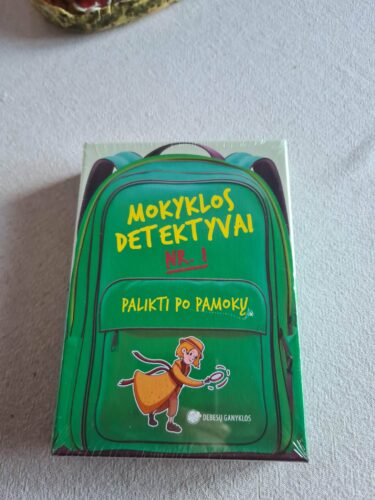 MOKYKLOS
DETEKTYVAI
NR. 1
PALIKTI PO PAMOKŲ
DEBESŲ GANYKLOS